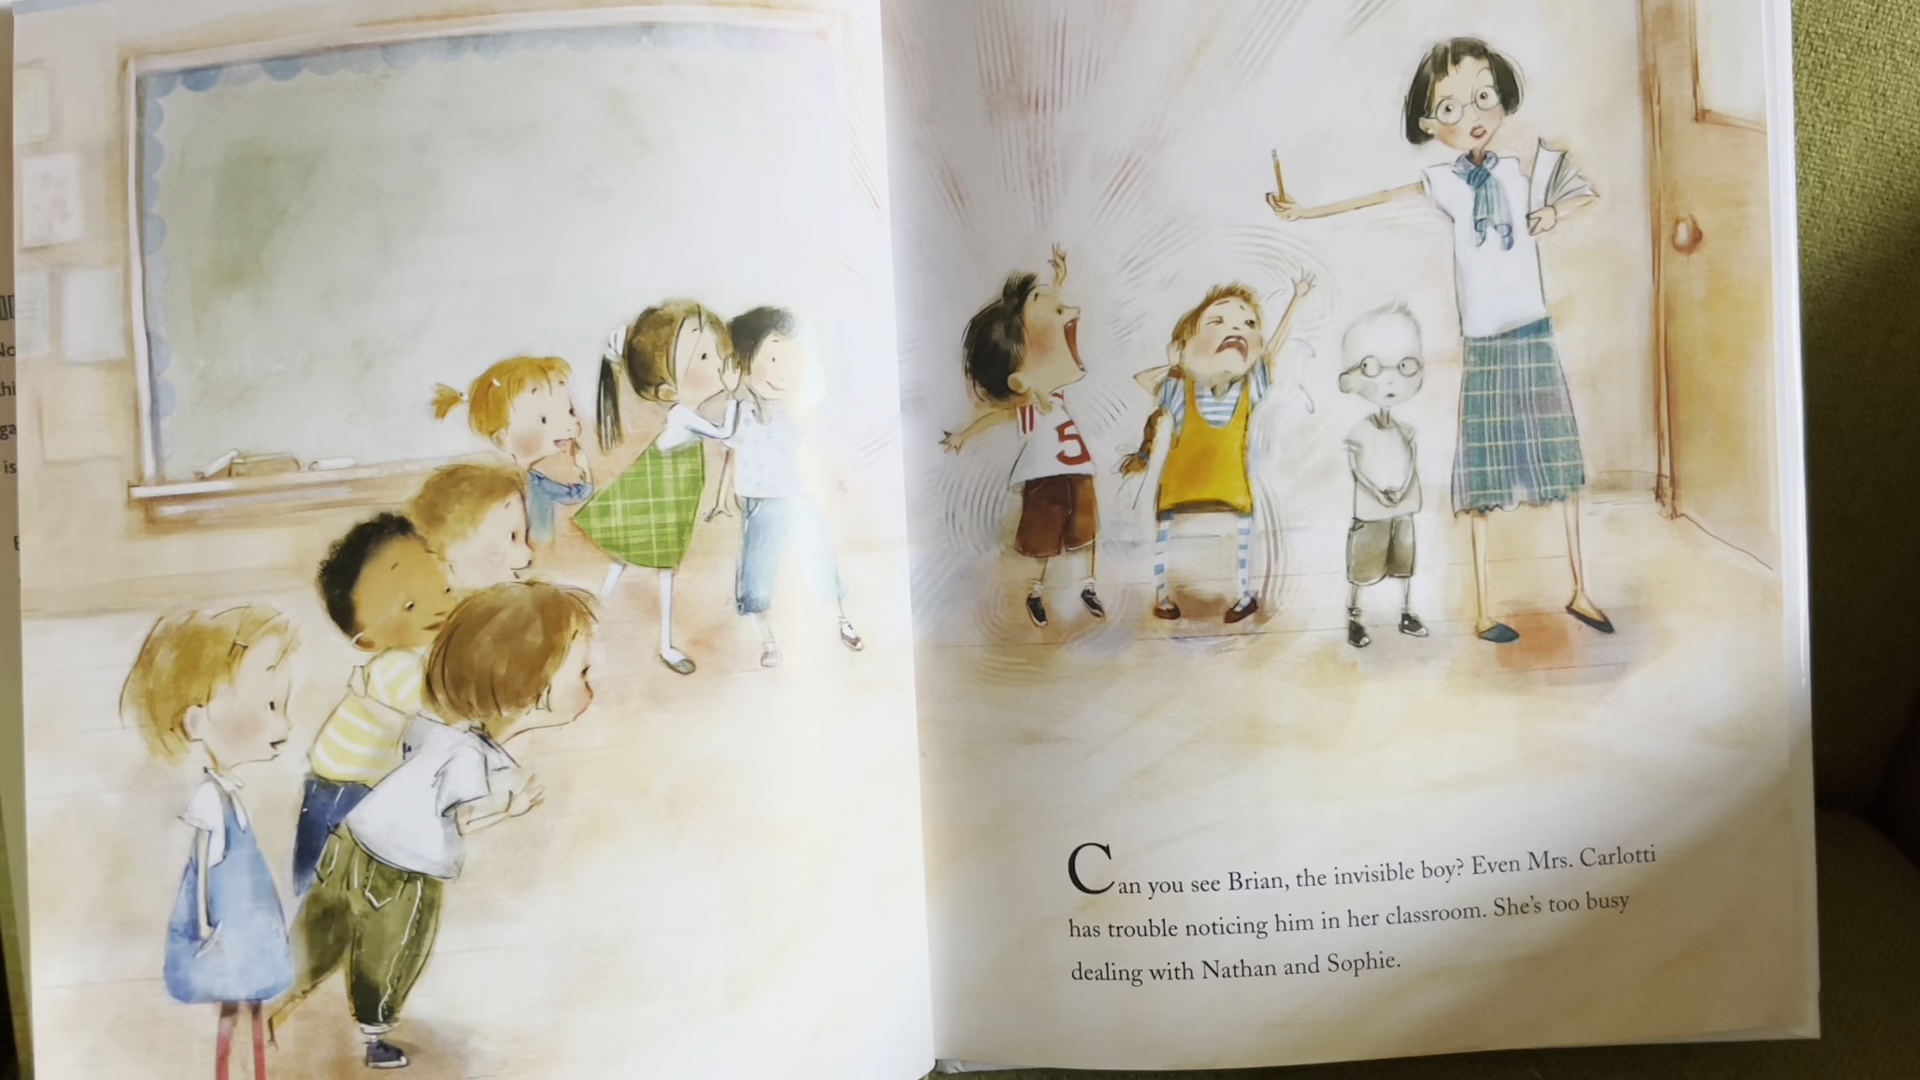 5
Can you see Brian, the invisible boy? Even Mrs. Carlotti
has trouble noticing him in her classroom. She's too busy
dealing with Nathan and Sophie.